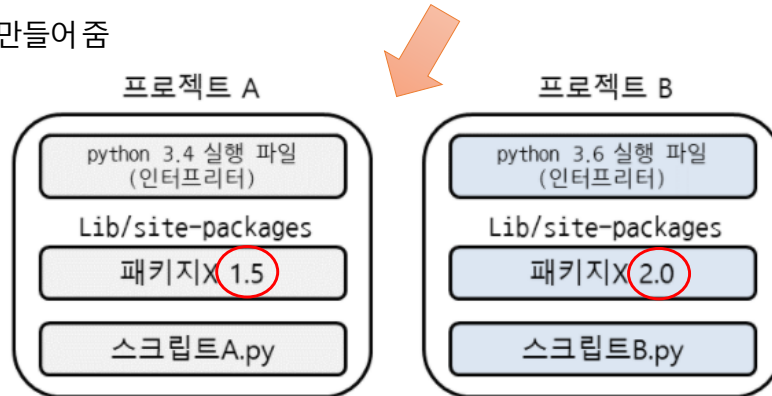 만들어 줌
프로젝트 A
python 3.4 실행 파일
(인터프리터)
Lib/site-packages
패키지X 1.5
스크립트A.py
프로젝트 B
python 3.6 실행 파일
(인터프리터)
Lib/site-packages
패키지X 2.0
스크립트B.py